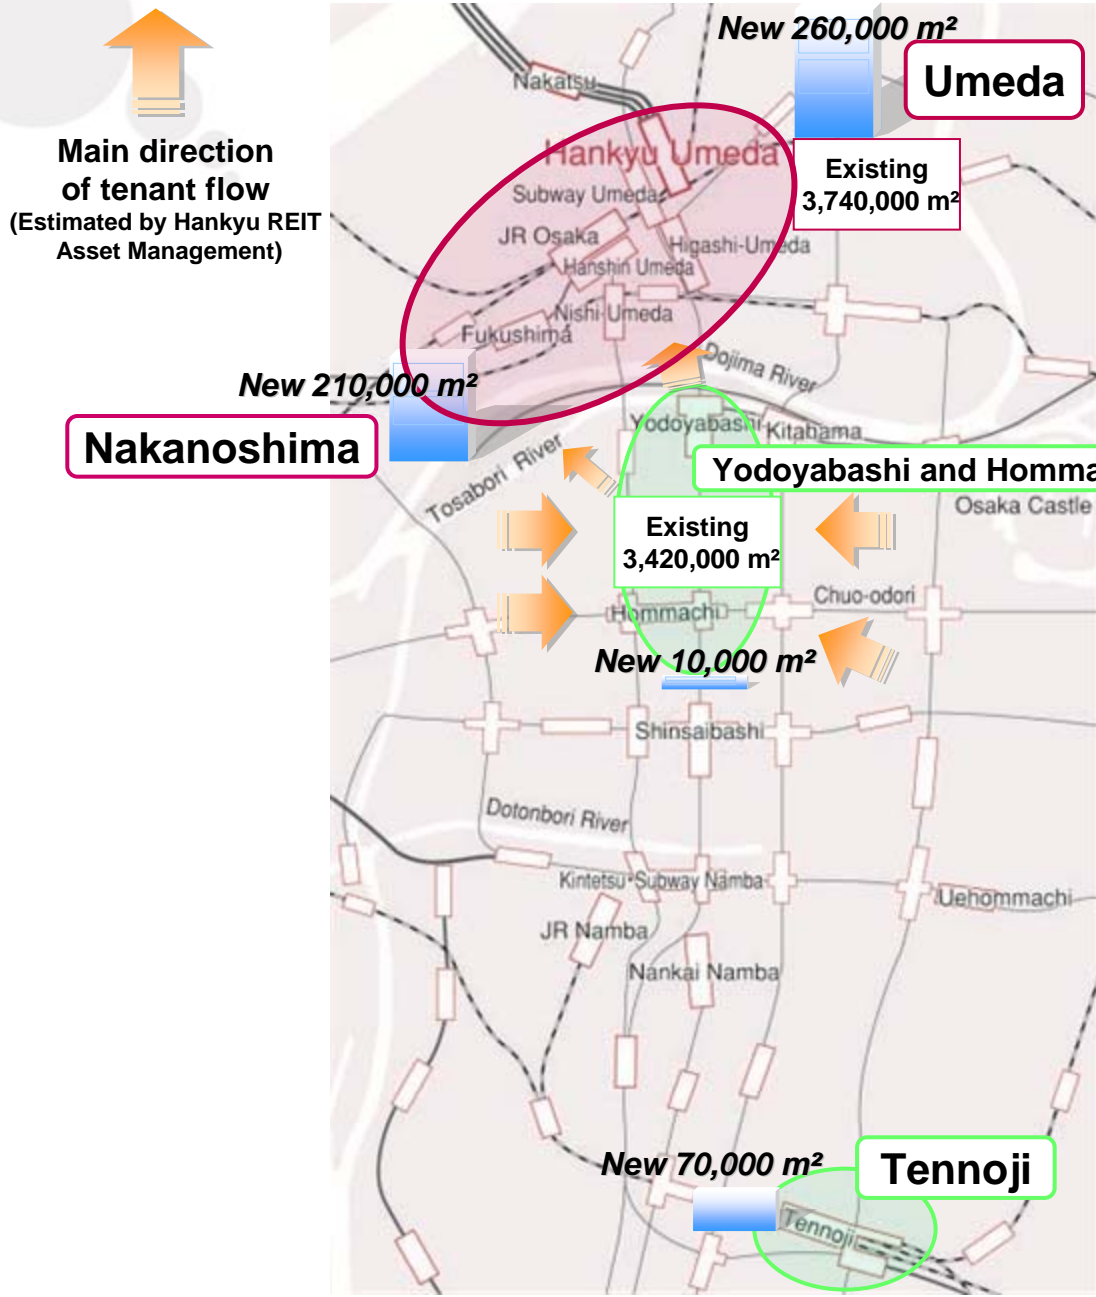 New 260,000 m²
Umeda
Nakatsu
Main direction
of tenant flow
(Estimated by Hankyu REIT
Asset Management)
Hankyu Umeda
Existing
3,740,000 m²
Subway Umeda
JR Osaka
Higashi-Umeda
Hanshin Umeda
Nishi-Umeda
Fukushima
Dojima River
New 210,000 m²
Nakanoshima
Yodoyabashi
Kitahama
Tosabori River
Yodoyabashi and Homma
Osaka Castle
Existing
3,420,000 m²
Chuo-odori
Hommachi
New 10,000 m²
Shinsaibashi
Dotonbori River
Kintetsu·Subway Namba
Uehommachi
JR Namba
Nankai Namba
New 70,000 m²
Tennoji
Tennoji